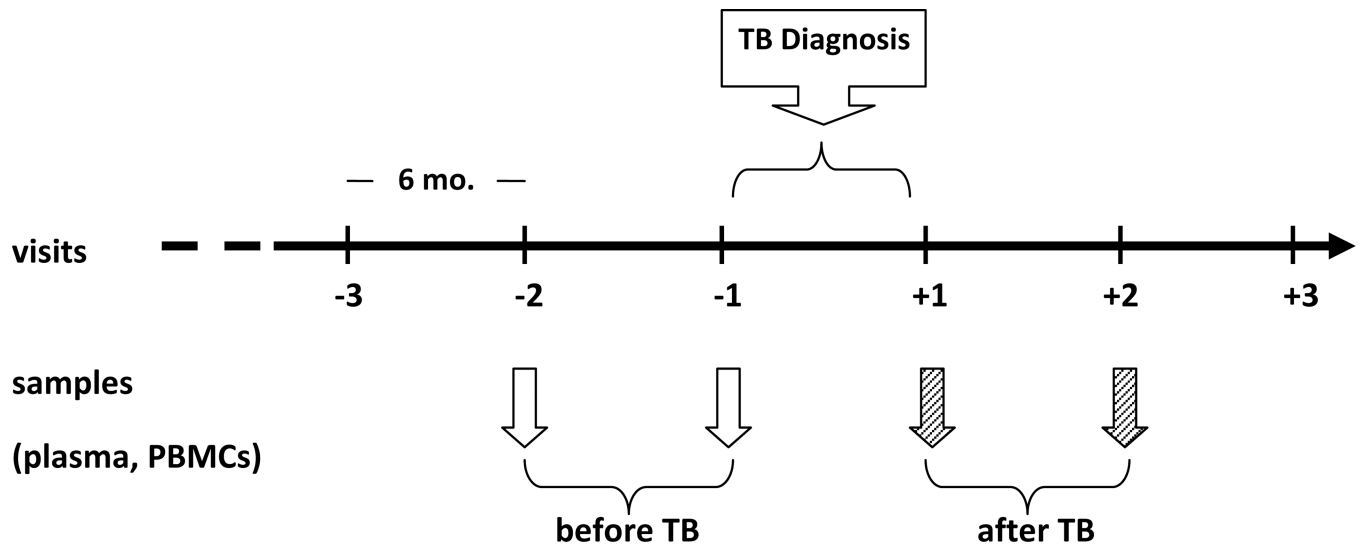 TB Diagnosis
6 mo.
visits
-3 -2 -1 +1 +2 +3
samples
(plasma, PBMCs)
before TB after TB